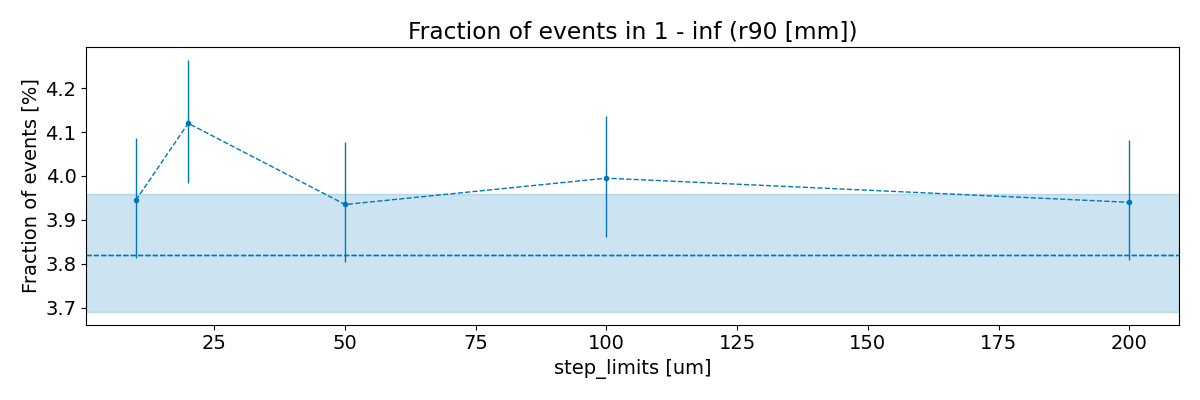 Fraction of events in 1 - inf (r90 [mm])
Fraction of events [%]
4.2
4.1
4.0
3.9
3.8
3.7
25 50 75 100 125 150 175 200
step_limits [um]